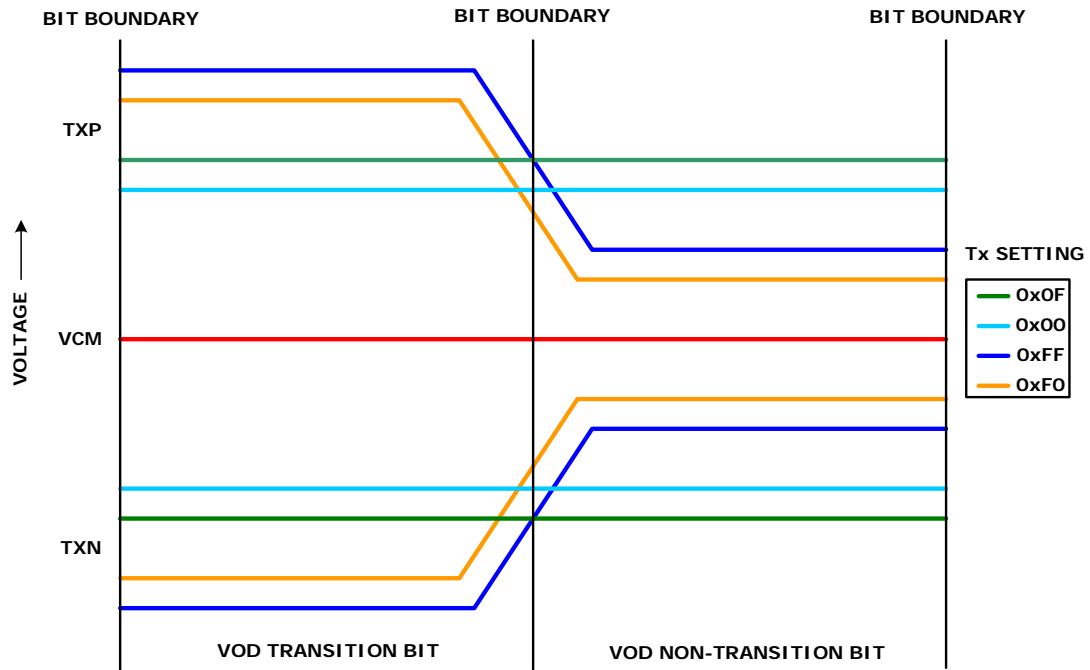 BIT BOUNDARY
BIT BOUNDARY
BIT BOUNDARY
TXP
VOLTAGE
VCM
TXN
Tx SETTING
0x0F
0x00
0xFF
0xF0
VOD TRANSITION BIT
VOD NON-TRANSITION BIT